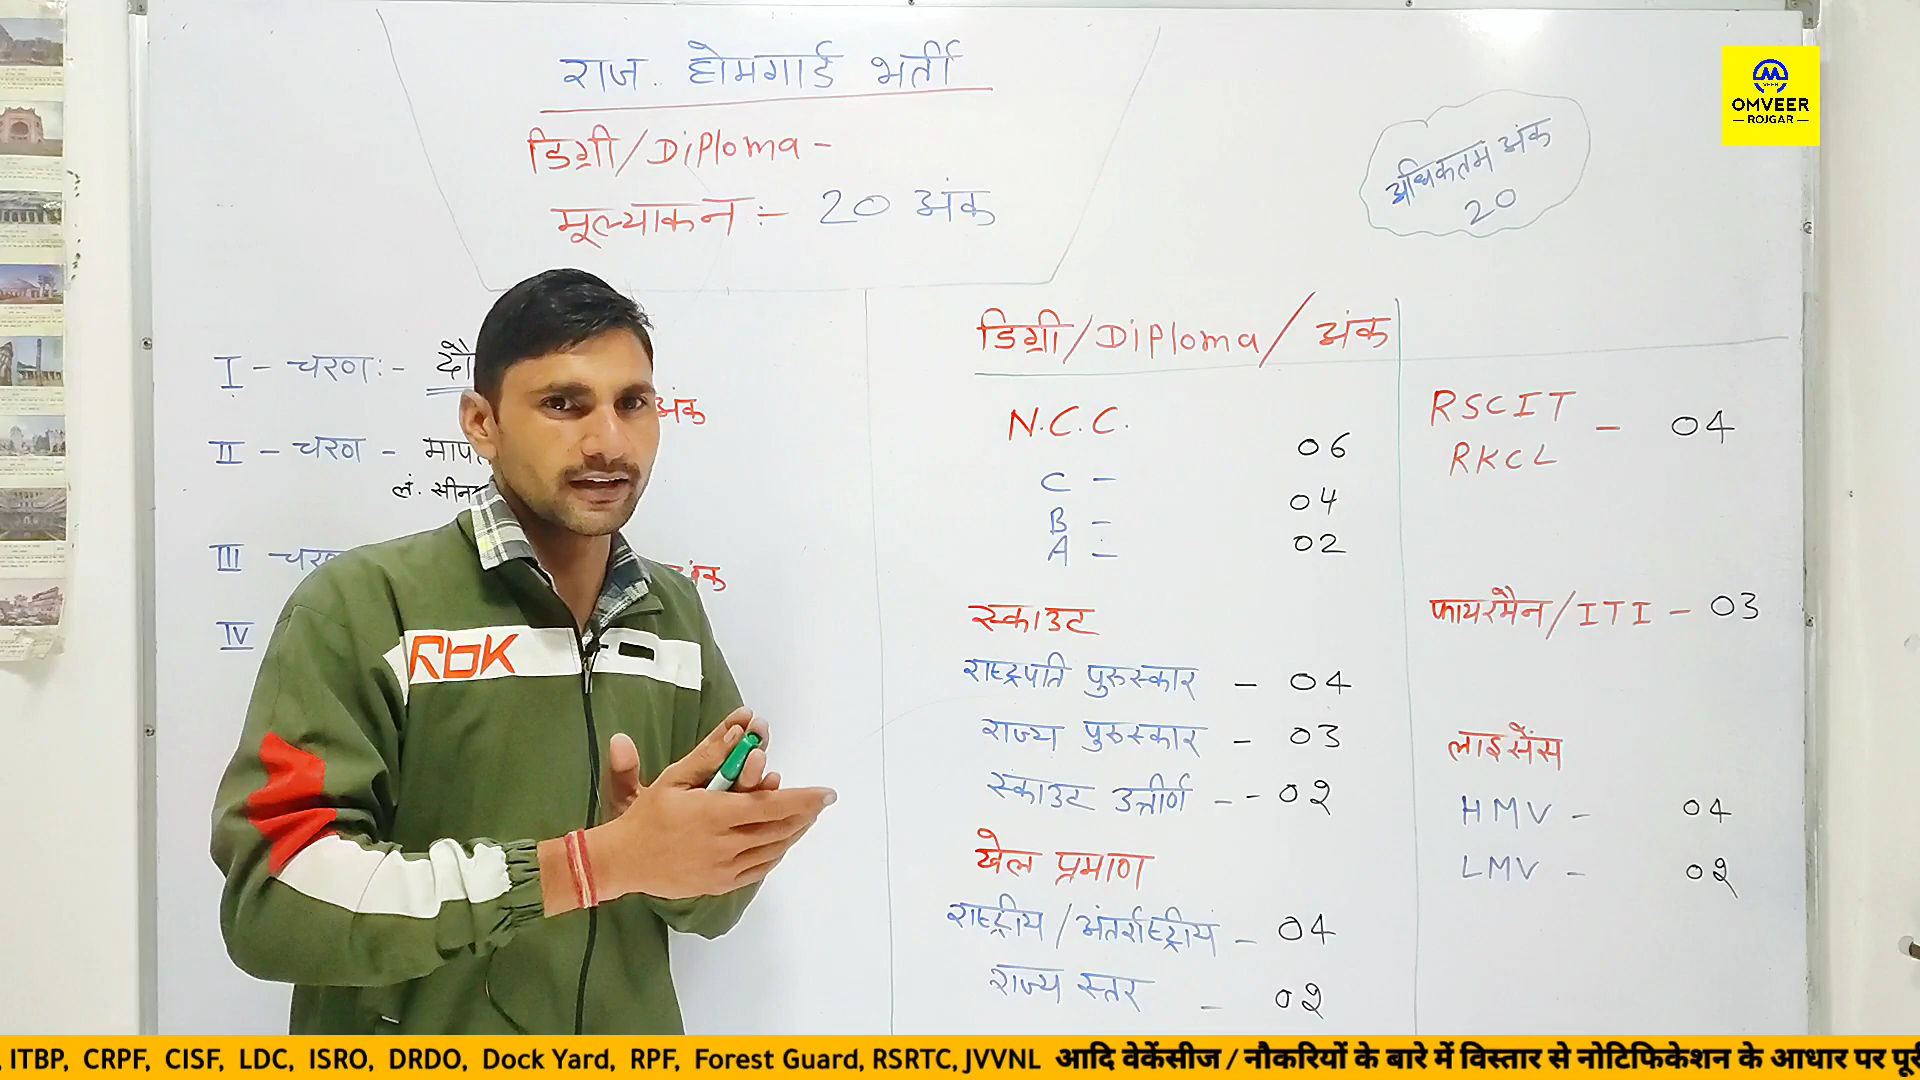 राज. होमगार्ड भर्ती
डिग्री/Diploma -
मूल्याकन :- 20 अंक
अधिकतम अंक
20
OMVEER
ROJGAR
I - चरण :-
अंक
II - चरण -
लं.
III
IV
डिग्री/Diploma/अंक
N.C.C.
C - 06
B - 04
A - 02
स्काउट
राष्ट्रपति पुरुस्कार - 04
राज्य पुरुस्कार - 03
स्काउट उत्तीर्ण -- 02
खेल प्रमाण
राष्ट्रीय/अंतर्राष्ट्रीय - 04
राज्य स्तर - 02
RSCIT
RKCL - 04
फायरमैन/ITI - 03
लाइसेंस
HMV - 04
LMV - 02
RbK
, ITBP, CRPF, CISF, LDC, ISRO, DRDO, Dock Yard, RPF, Forest Guard, RSRTC, JVVNL आदि वेकेंसीज / नौकरियों के बारे में विस्तार से नोटिफिकेशन के आधार पर